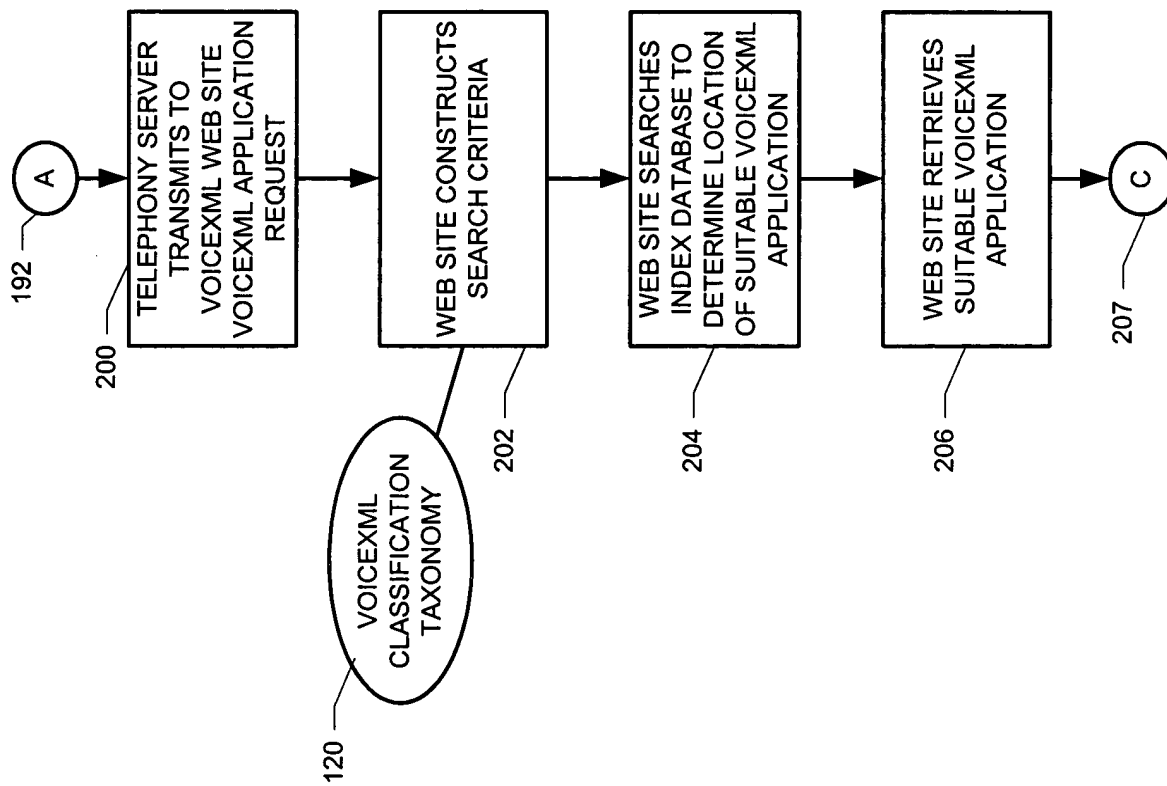 192
A
200
TELEPHONY SERVER
TRANSMITS TO
VOICEXML WEB SITE
VOICEXML APPLICATION
REQUEST
120
VOICEXML
CLASSIFICATION
TAXONOMY
202
WEB SITE CONSTRUCTS
SEARCH CRITERIA
204
WEB SITE SEARCHES
INDEX DATABASE TO
DETERMINE LOCATION
OF SUITABLE VOICEXML
APPLICATION
206
WEB SITE RETRIEVES
SUITABLE VOICEXML
APPLICATION
207
C